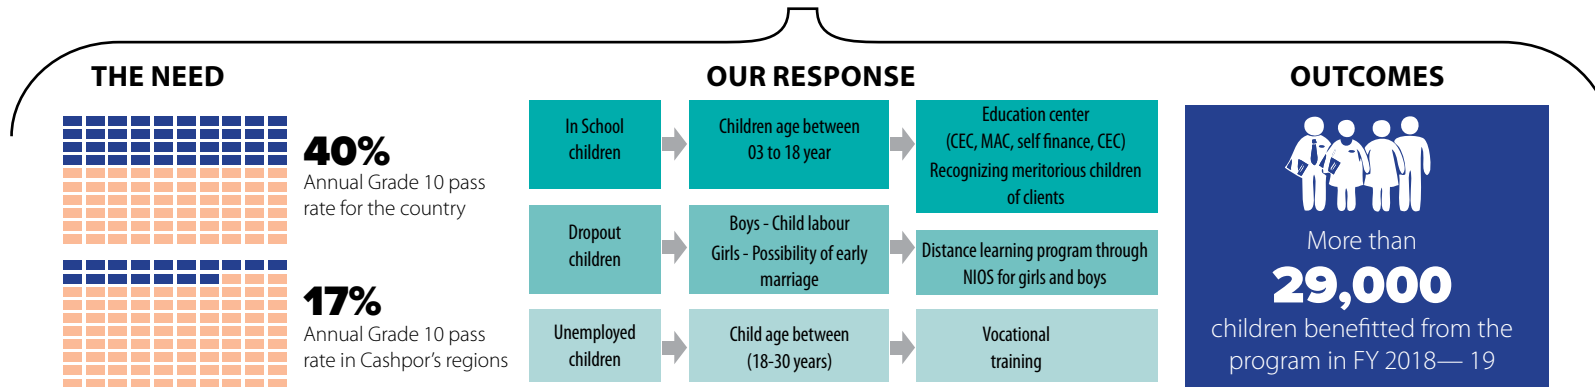 THE NEED
40%
Annual Grade 10 pass
rate for the country
17%
Annual Grade 10 pass
rate in Cashpor's regions
OUR RESPONSE
In School
children
Children age between
03 to 18 year
Education center
(CEC, MAC, self finance, CEC)
Recognizing meritorious children
of clients
Dropout
children
Boys - Child labour
Girls - Possibility of early
marriage
Distance learning program through
NIOS for girls and boys
Unemployed
children
Child age between
(18-30 years)
Vocational
training
OUTCOMES
More than
29,000
children benefitted from the
program in FY 2018— 19